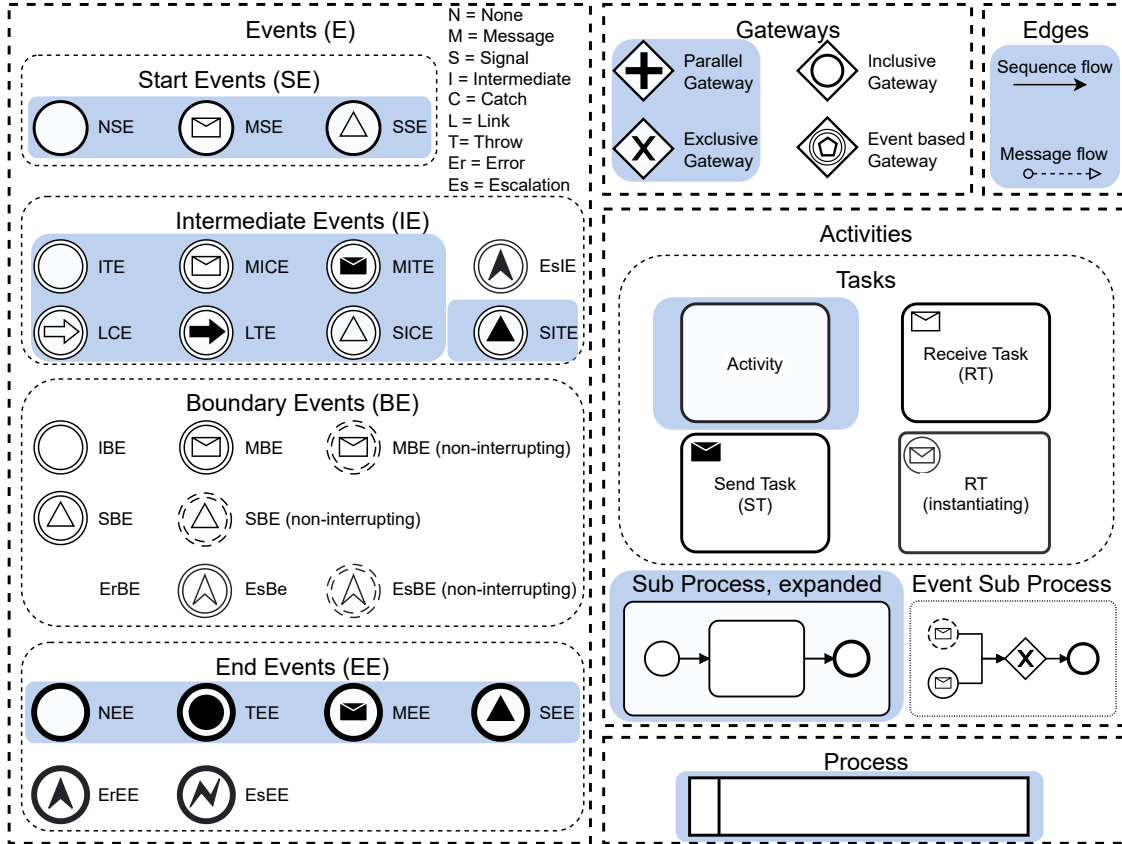 Events (E)
N = None
M = Message
S = Signal
I = Intermediate
C = Catch
L = Link
T= Throw
Er = Error
Es = Escalation
Start Events (SE)
NSE
MSE
SSE
Intermediate Events (IE)
ITE
MICE
MITE
EsIE
LCE
LTE
SICE
SITE
Boundary Events (BE)
IBE
MBE
MBE (non-interrupting)
SBE
SBE (non-interrupting)
ErBE
EsBe
EsBE (non-interrupting)
End Events (EE)
NEE
TEE
MEE
SEE
ErEE
EsEE
Gateways
Parallel
Gateway
Inclusive
Gateway
X
Exclusive
Gateway
Event based
Gateway
Edges
Sequence flow
Message flow
Activities
Tasks
Activity
Receive Task
(RT)
Send Task
(ST)
RT
(instantiating)
Sub Process, expanded
Event Sub Process
X
Process